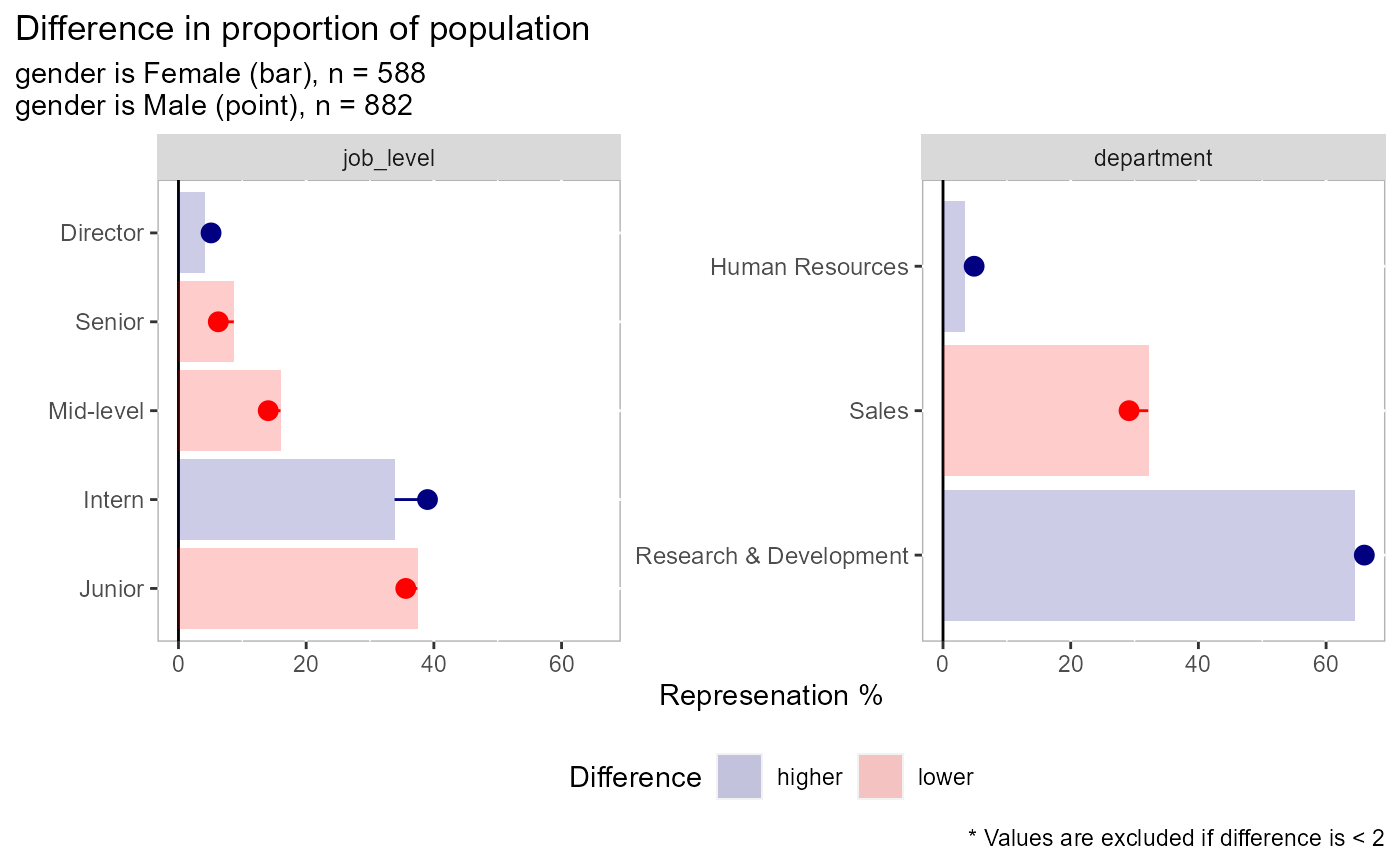 Difference in proportion of population
gender is Female (bar), n = 588
gender is Male (point), n = 882
job_level
department
Director
Senior
Mid-level
Intern
Junior
Human Resources
Sales
Research & Development
0 20 40 60
0 20 40 60
Represenation %
Difference higher lower
* Values are excluded if difference is < 2